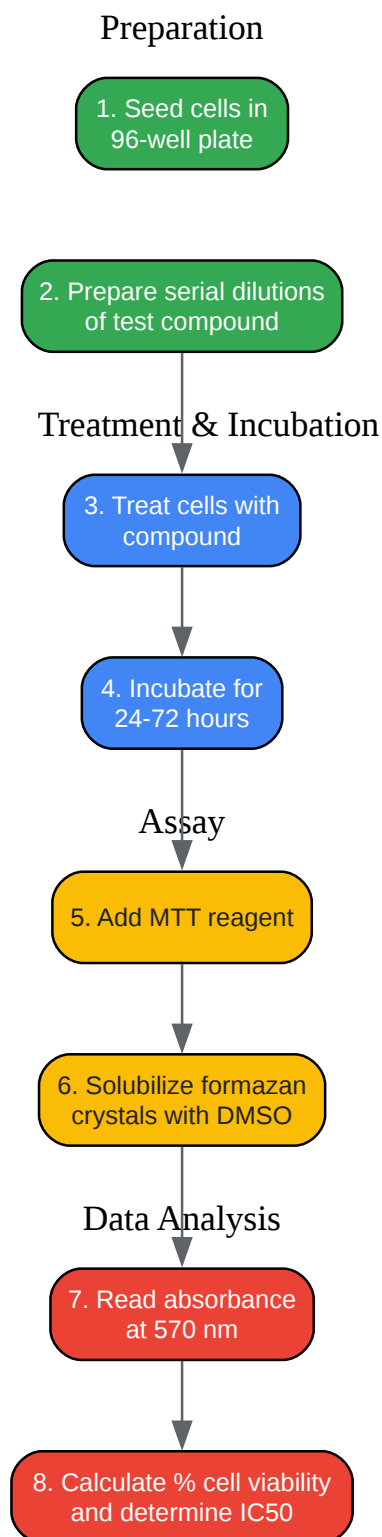 Preparation
1. Seed cells in
96-well plate
2. Prepare serial dilutions
of test compound
Treatment & Incubation
3. Treat cells with
compound
4. Incubate for
24-72 hours
Assay
5. Add MTT reagent
6. Solubilize formazan
crystals with DMSO
Data Analysis
7. Read absorbance
at 570 nm
8. Calculate % cell viability
and determine IC50